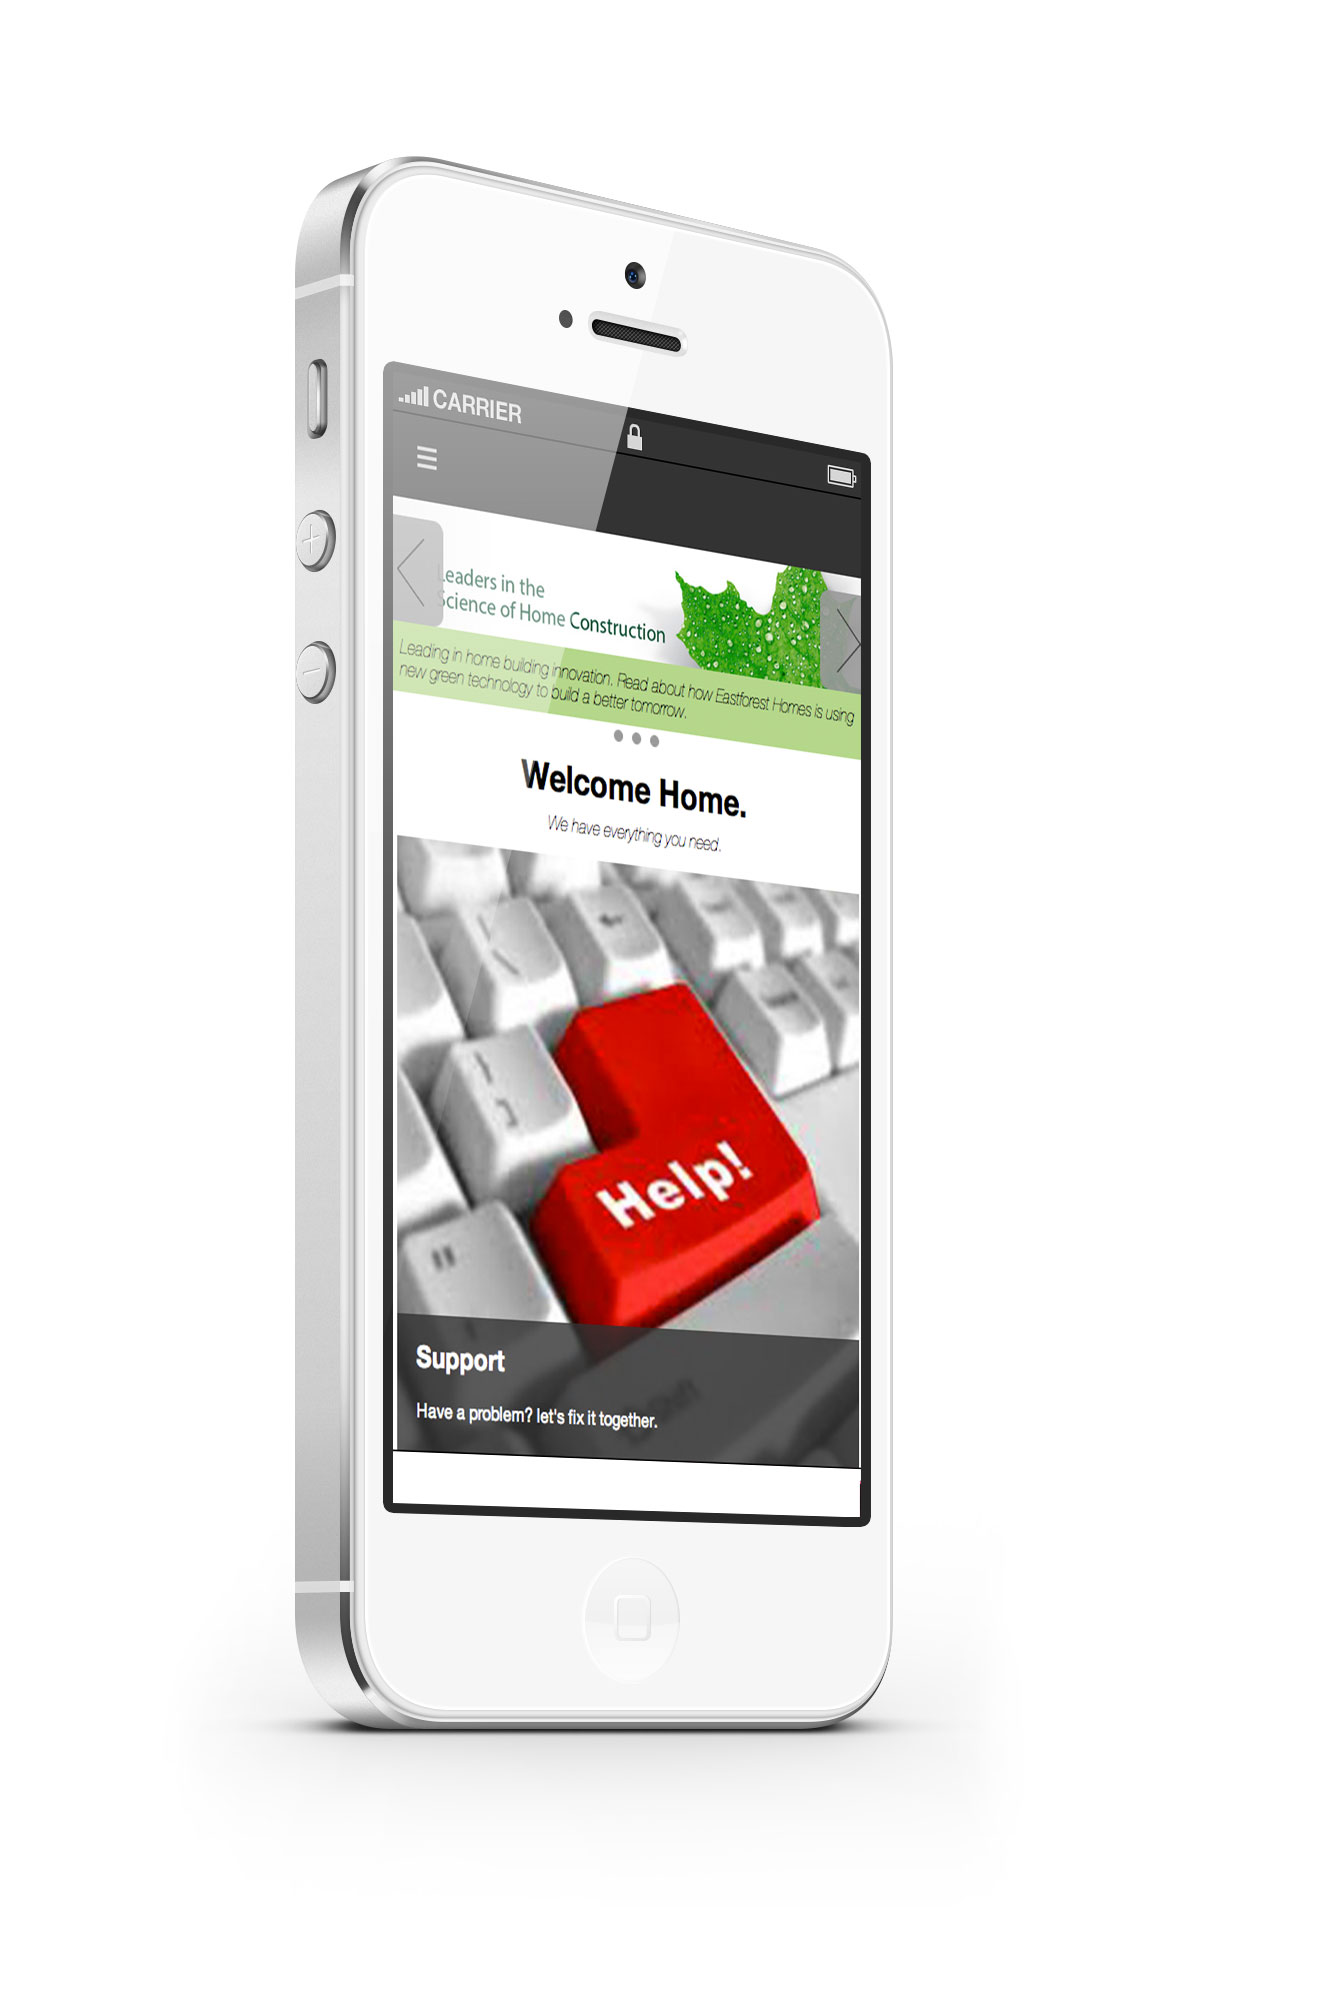 CARRIER
Leaders in the
Science of Home Construction
Leading in home building innovation. Read about how Eastforest Homes is using
new green technology to build a better tomorrow.
Welcome Home.
We have everything you need.
Help!
Support
Have a problem? let's fix it together.